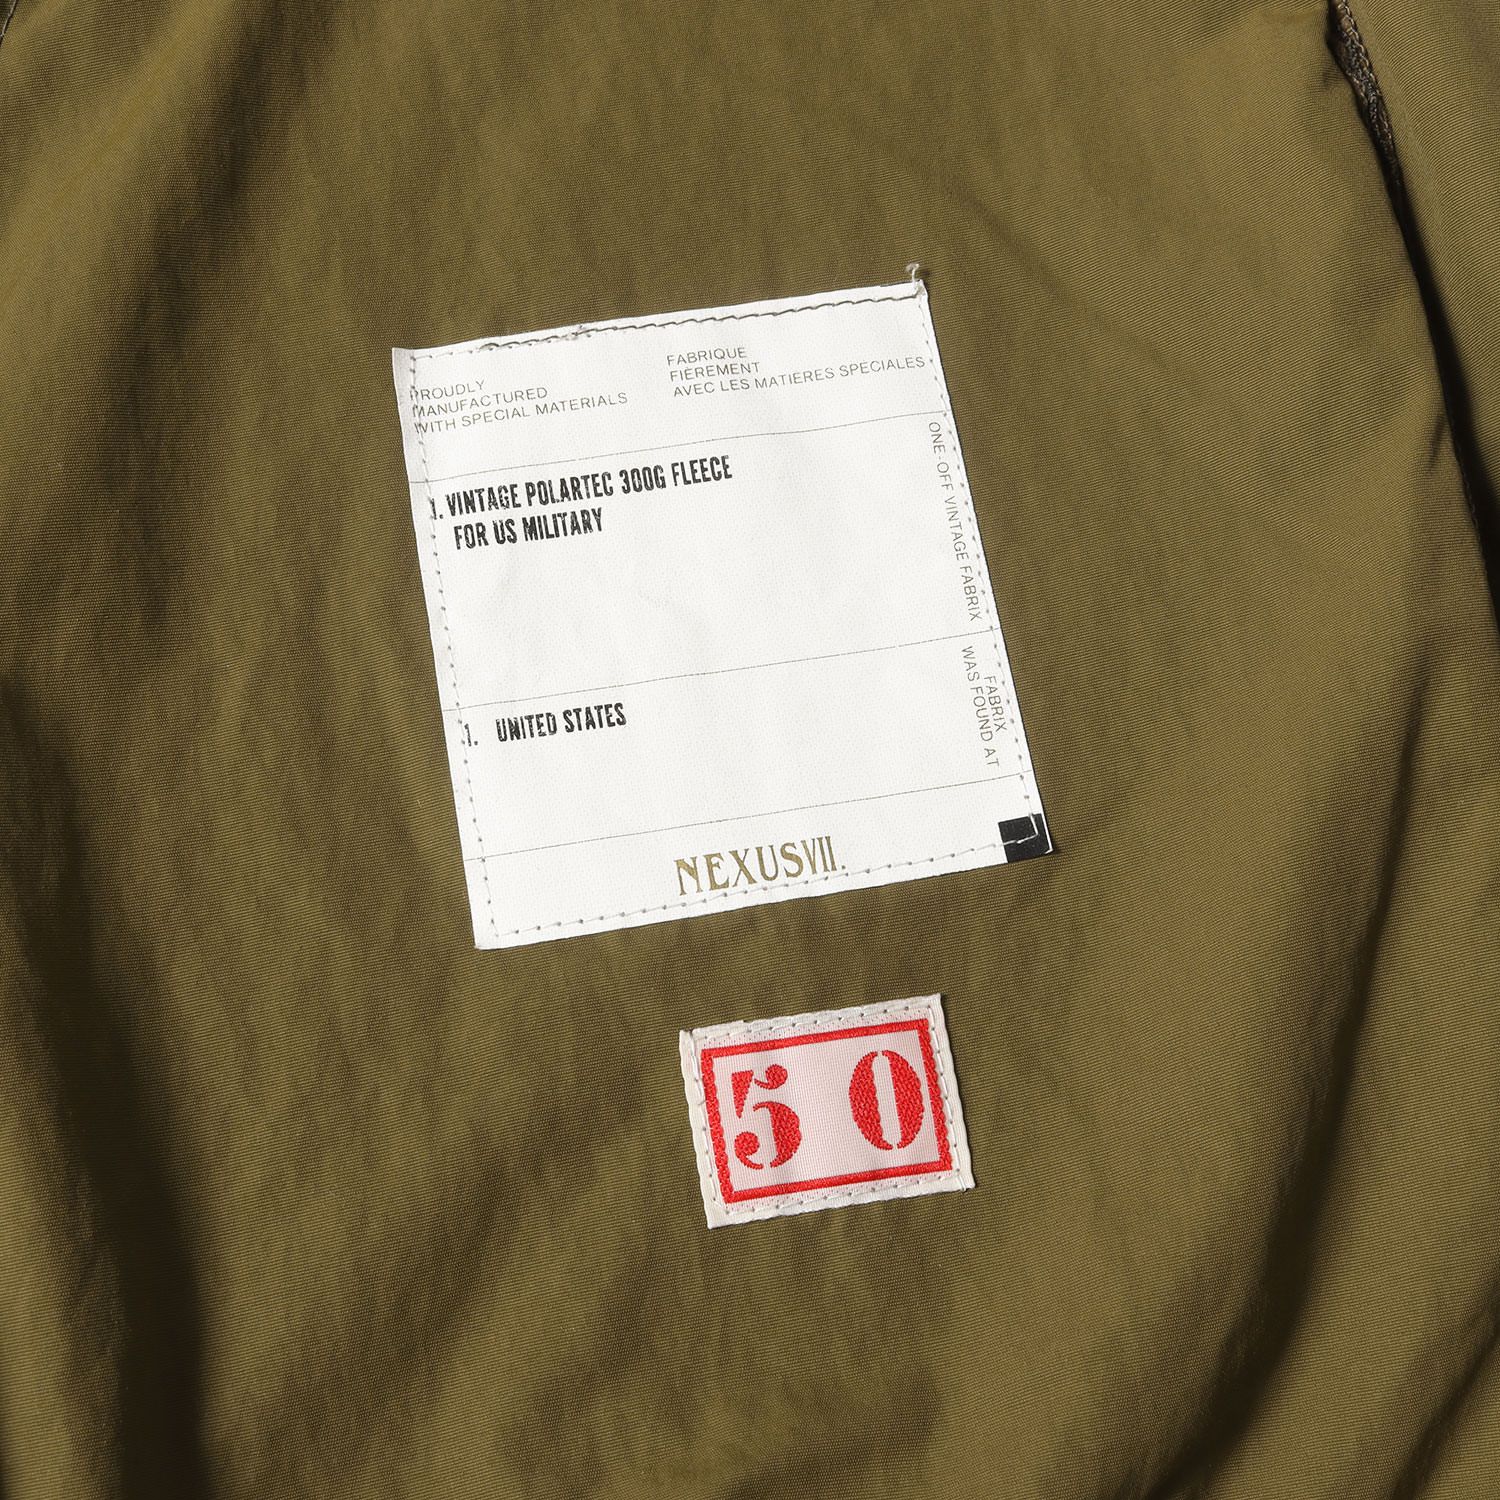 PROUDLY
MANUFACTURED
WITH SPECIAL MATERIALS
FABRIQUE
FIEREMENT
AVEC LES MATIERES SPECIALES
1. VINTAGE POLARTEC 300G FLEECE
FOR US MILITARY
ONE-OFF VINTAGE FABRIX
1. UNITED STATES
FABRIX
WAS FOUND AT
NEXUSVII.
50